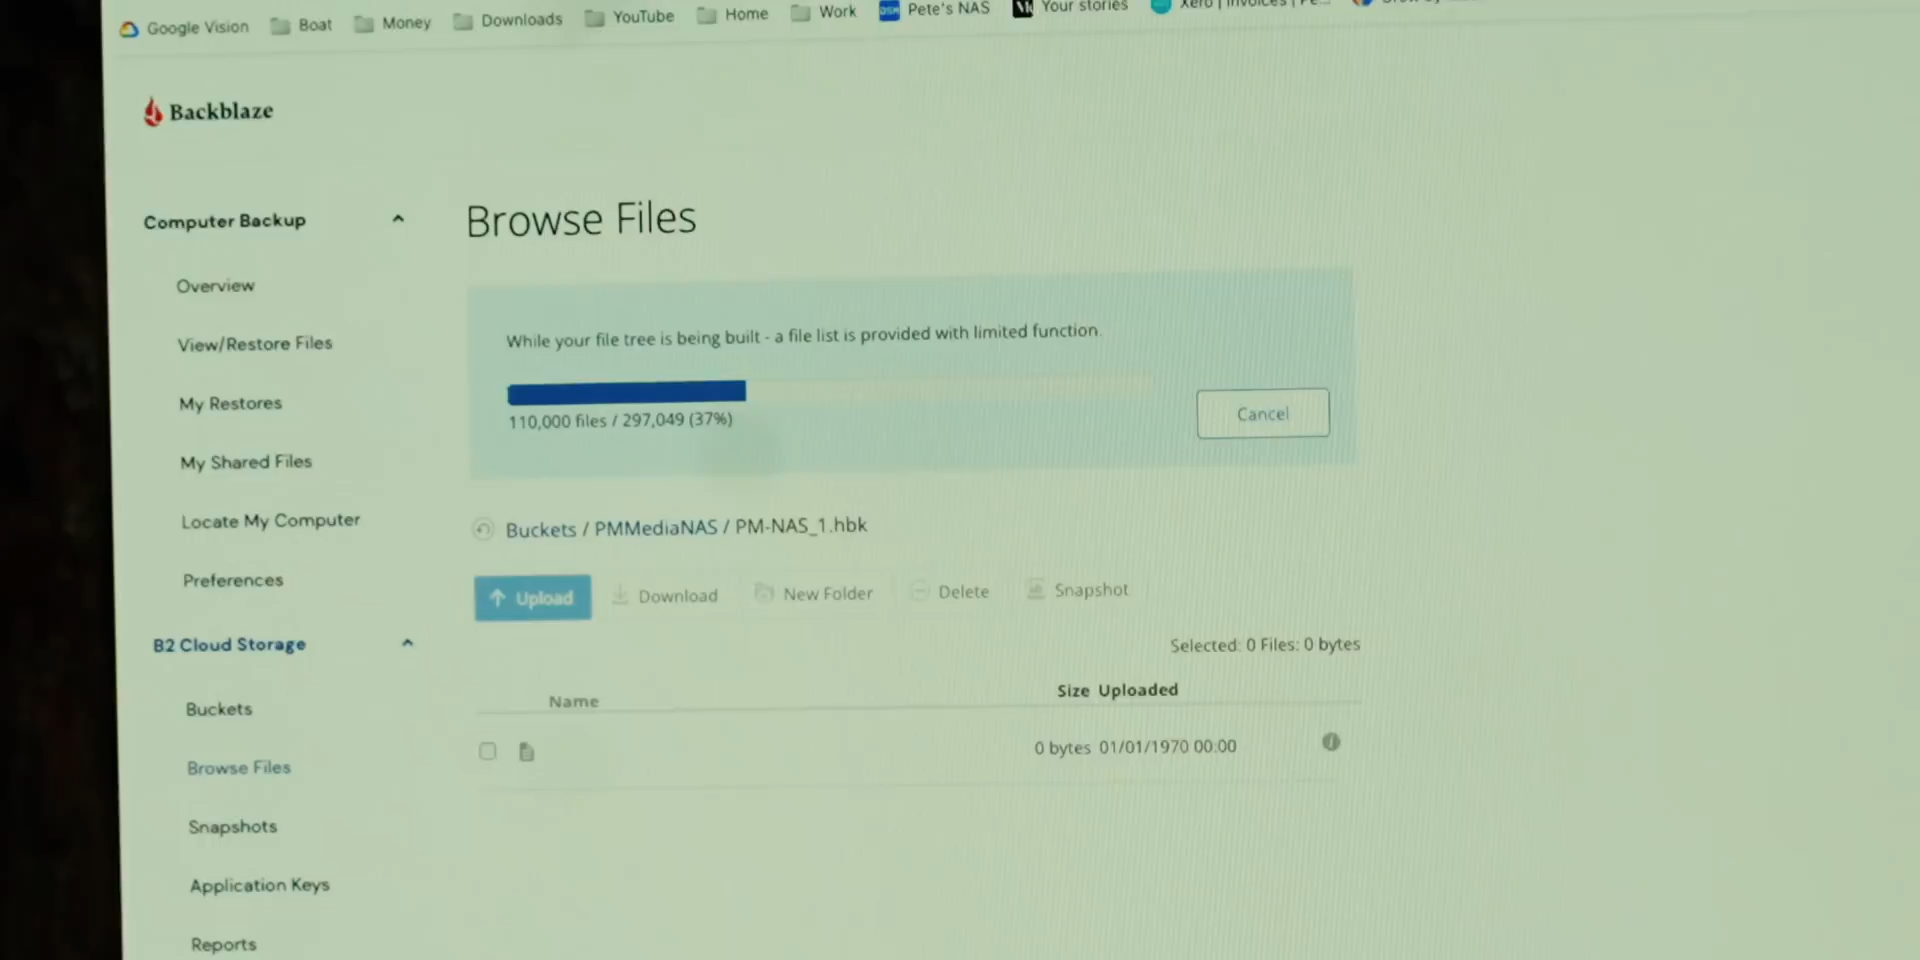 Google Vision Boat Money Downloads YouTube Home Work Pete's NAS Your stories
Backblaze
Computer Backup
Overview
View/Restore Files
My Restores
My Shared Files
Locate My Computer
Preferences
B2 Cloud Storage
Buckets
Browse Files
Snapshots
Application Keys
Reports
Browse Files
While your file tree is being built - a file list is provided with limited function.
110,000 files / 297,049 (37%)
Cancel
Buckets / PMMediaNAS / PM-NAS_1.hbk
Upload Download New Folder Delete Snapshot
Selected: 0 Files: 0 bytes
Name Size Uploaded
0 bytes 01/01/1970 00:00